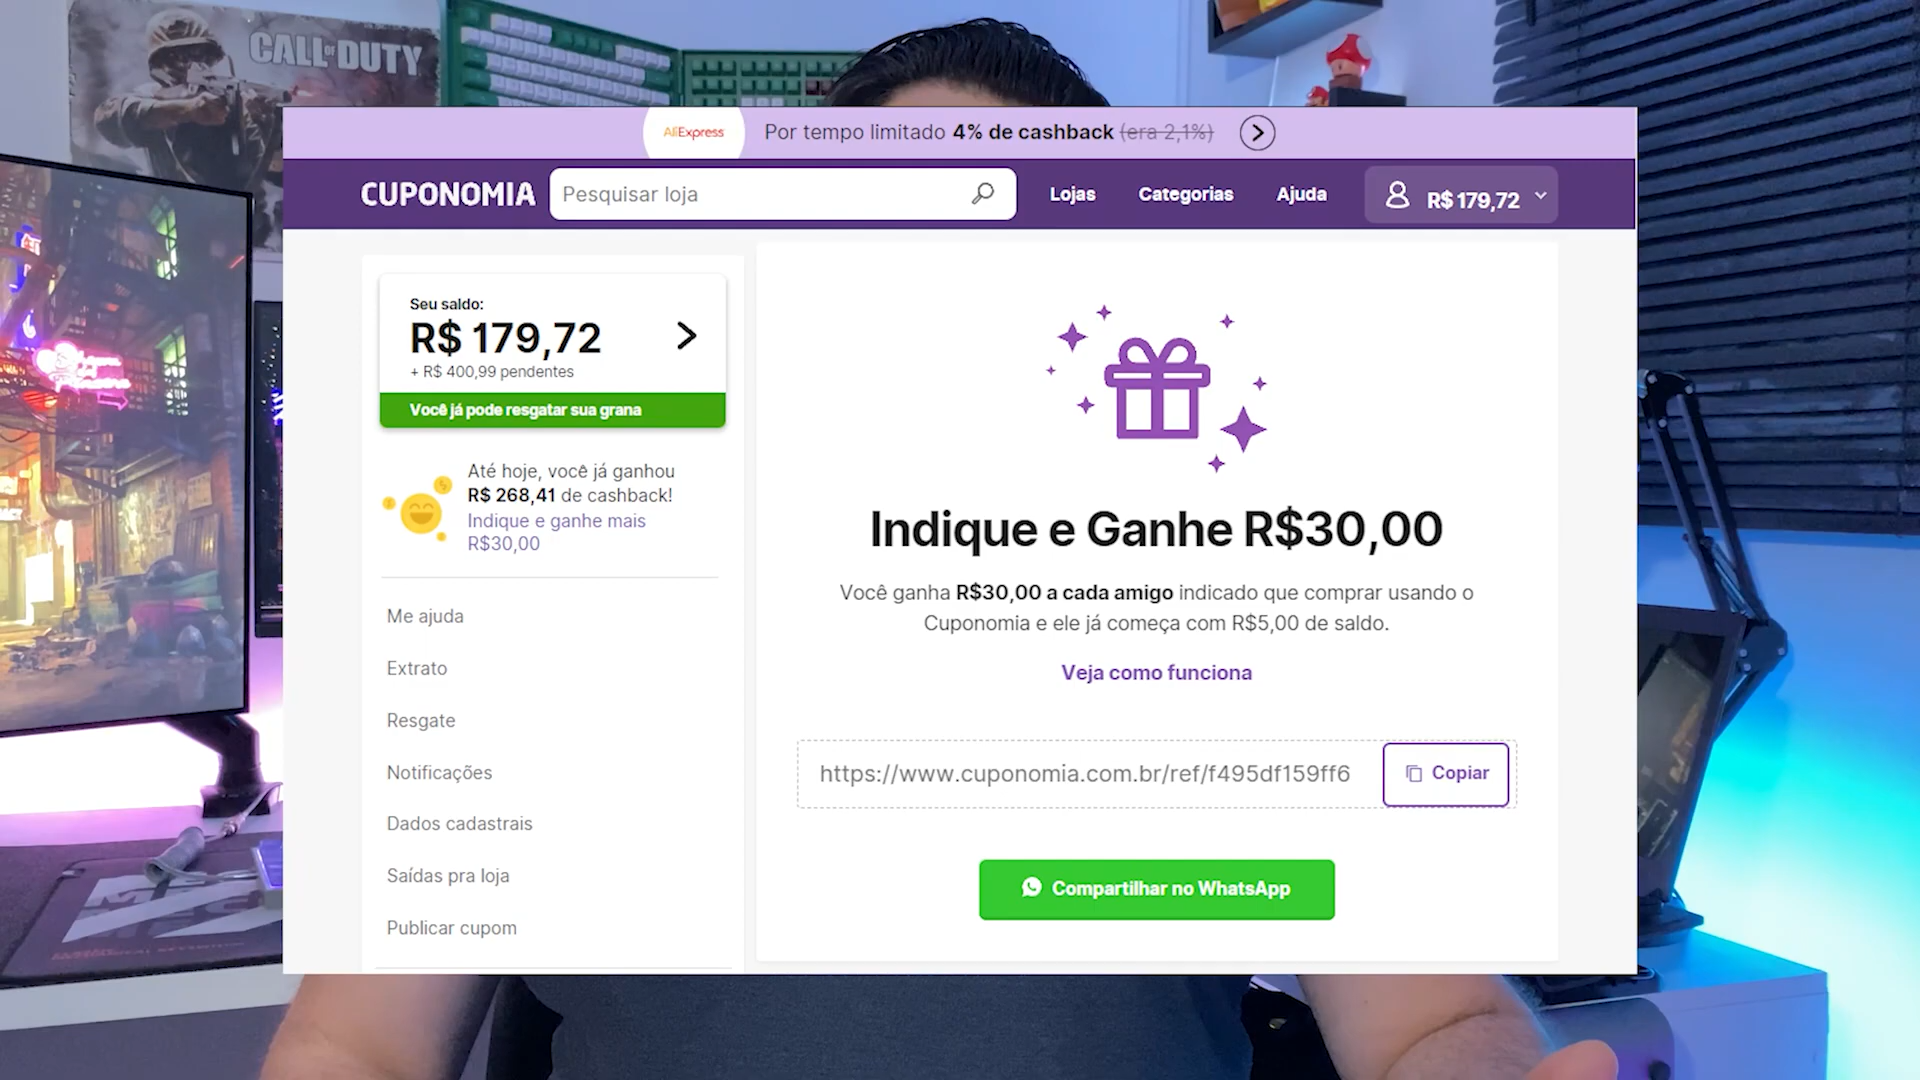 CALL OF DUTY
AliExpress
Por tempo limitado 4% de cashback (era 2,1%)
CUPONOMIA
Pesquisar loja
Lojas
Categorias
Ajuda
R$ 179,72
Seu saldo:
R$ 179,72
+ R$ 400,99 pendentes
Você já pode resgatar sua grana
Até hoje, você já ganhou
R$ 268,41 de cashback!
Indique e ganhe mais
R$30,00
Me ajuda
Extrato
Resgate
Notificações
Dados cadastrais
Saídas pra loja
Publicar cupom
Indique e Ganhe R$30,00
Você ganha R$30,00 a cada amigo indicado que comprar usando o
Cuponomia e ele já começa com R$5,00 de saldo.
Veja como funciona
https://www.cuponomia.com.br/ref/f495df159ff6
Copiar
Compartilhar no WhatsApp